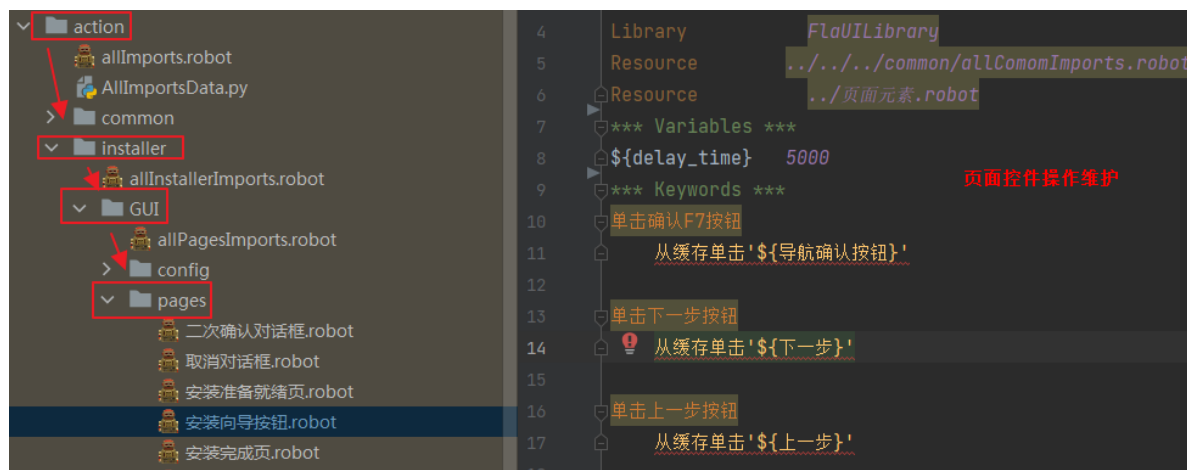 action
allImports.robot
AllImportsData.py
common
installer
allInstallerImports.robot
GUI
allPagesImports.robot
config
pages
二次确认对话框.robot
取消对话框.robot
安装准备就绪页.robot
安装向导按钮.robot
安装完成页.robot
4 Library FlaUILibrary
5 Resource ../../../common/allComomImports.robot
6 Resource ../页面元素.robot
7 *** Variables ***
8 ${delay_time} 5000
9 *** Keywords ***
页面控件操作维护
10 单击确认F7按钮
11 从缓存单击'${导航确认按钮}'
12
13 单击下一步按钮
14 从缓存单击'${下一步}'
15
16 单击上一步按钮
17 从缓存单击'${上一步}'